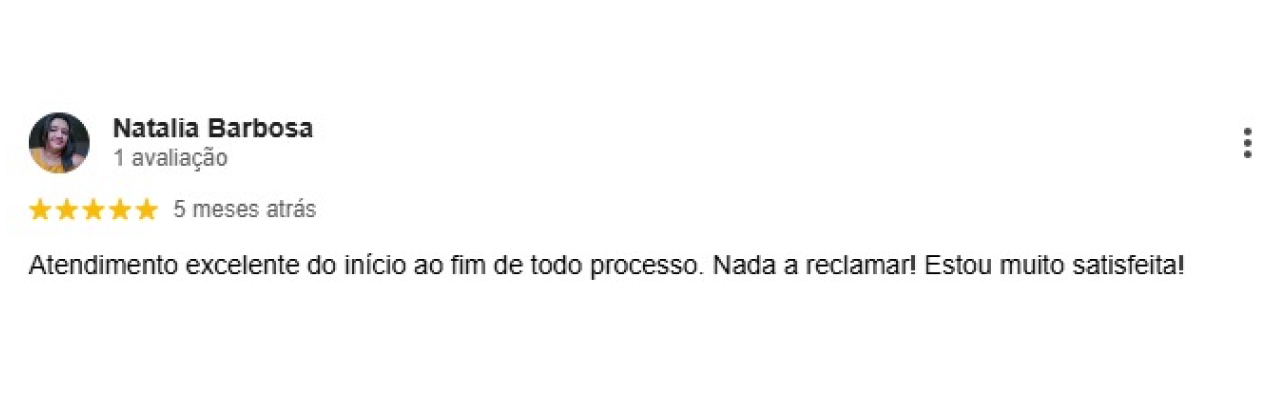 Natalia Barbosa
1 avaliação
5 meses atrás
Atendimento excelente do início ao fim de todo processo. Nada a reclamar! Estou muito satisfeita!